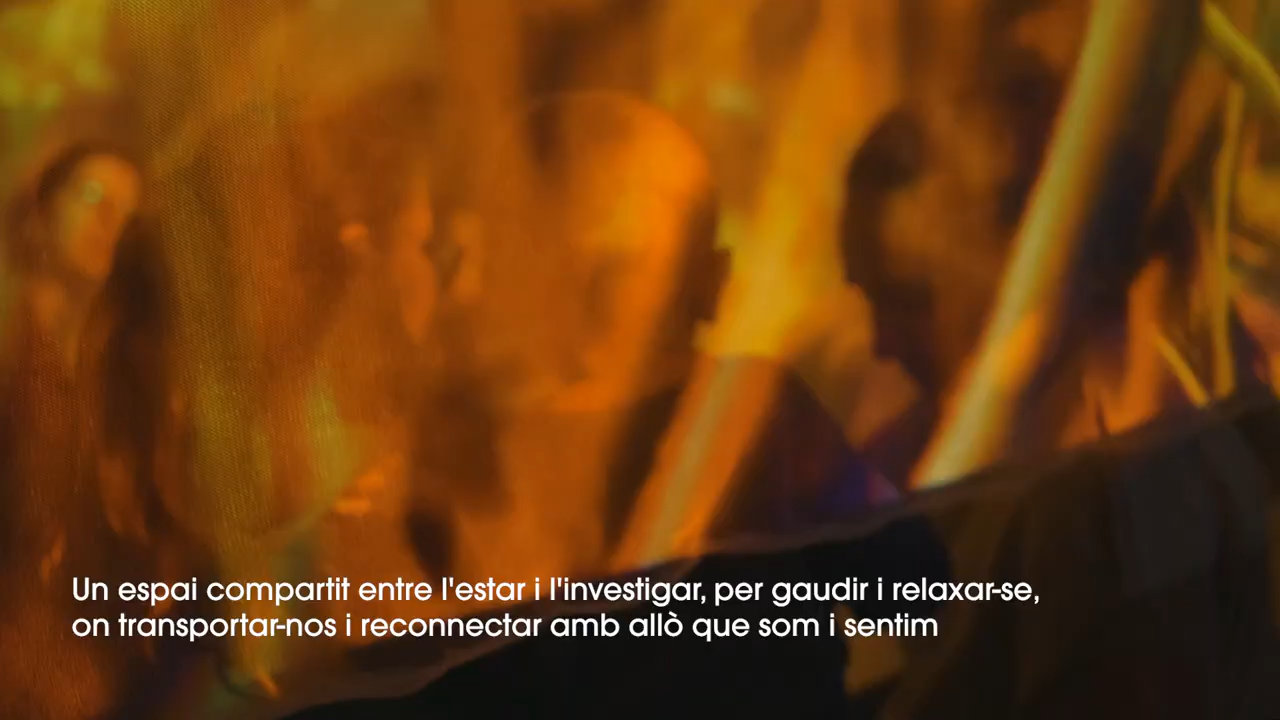 Un espai compartit entre l'estar i l'investigar, per gaudir i relaxar-se,
on transportar-nos i reconnectar amb allò que som i sentim